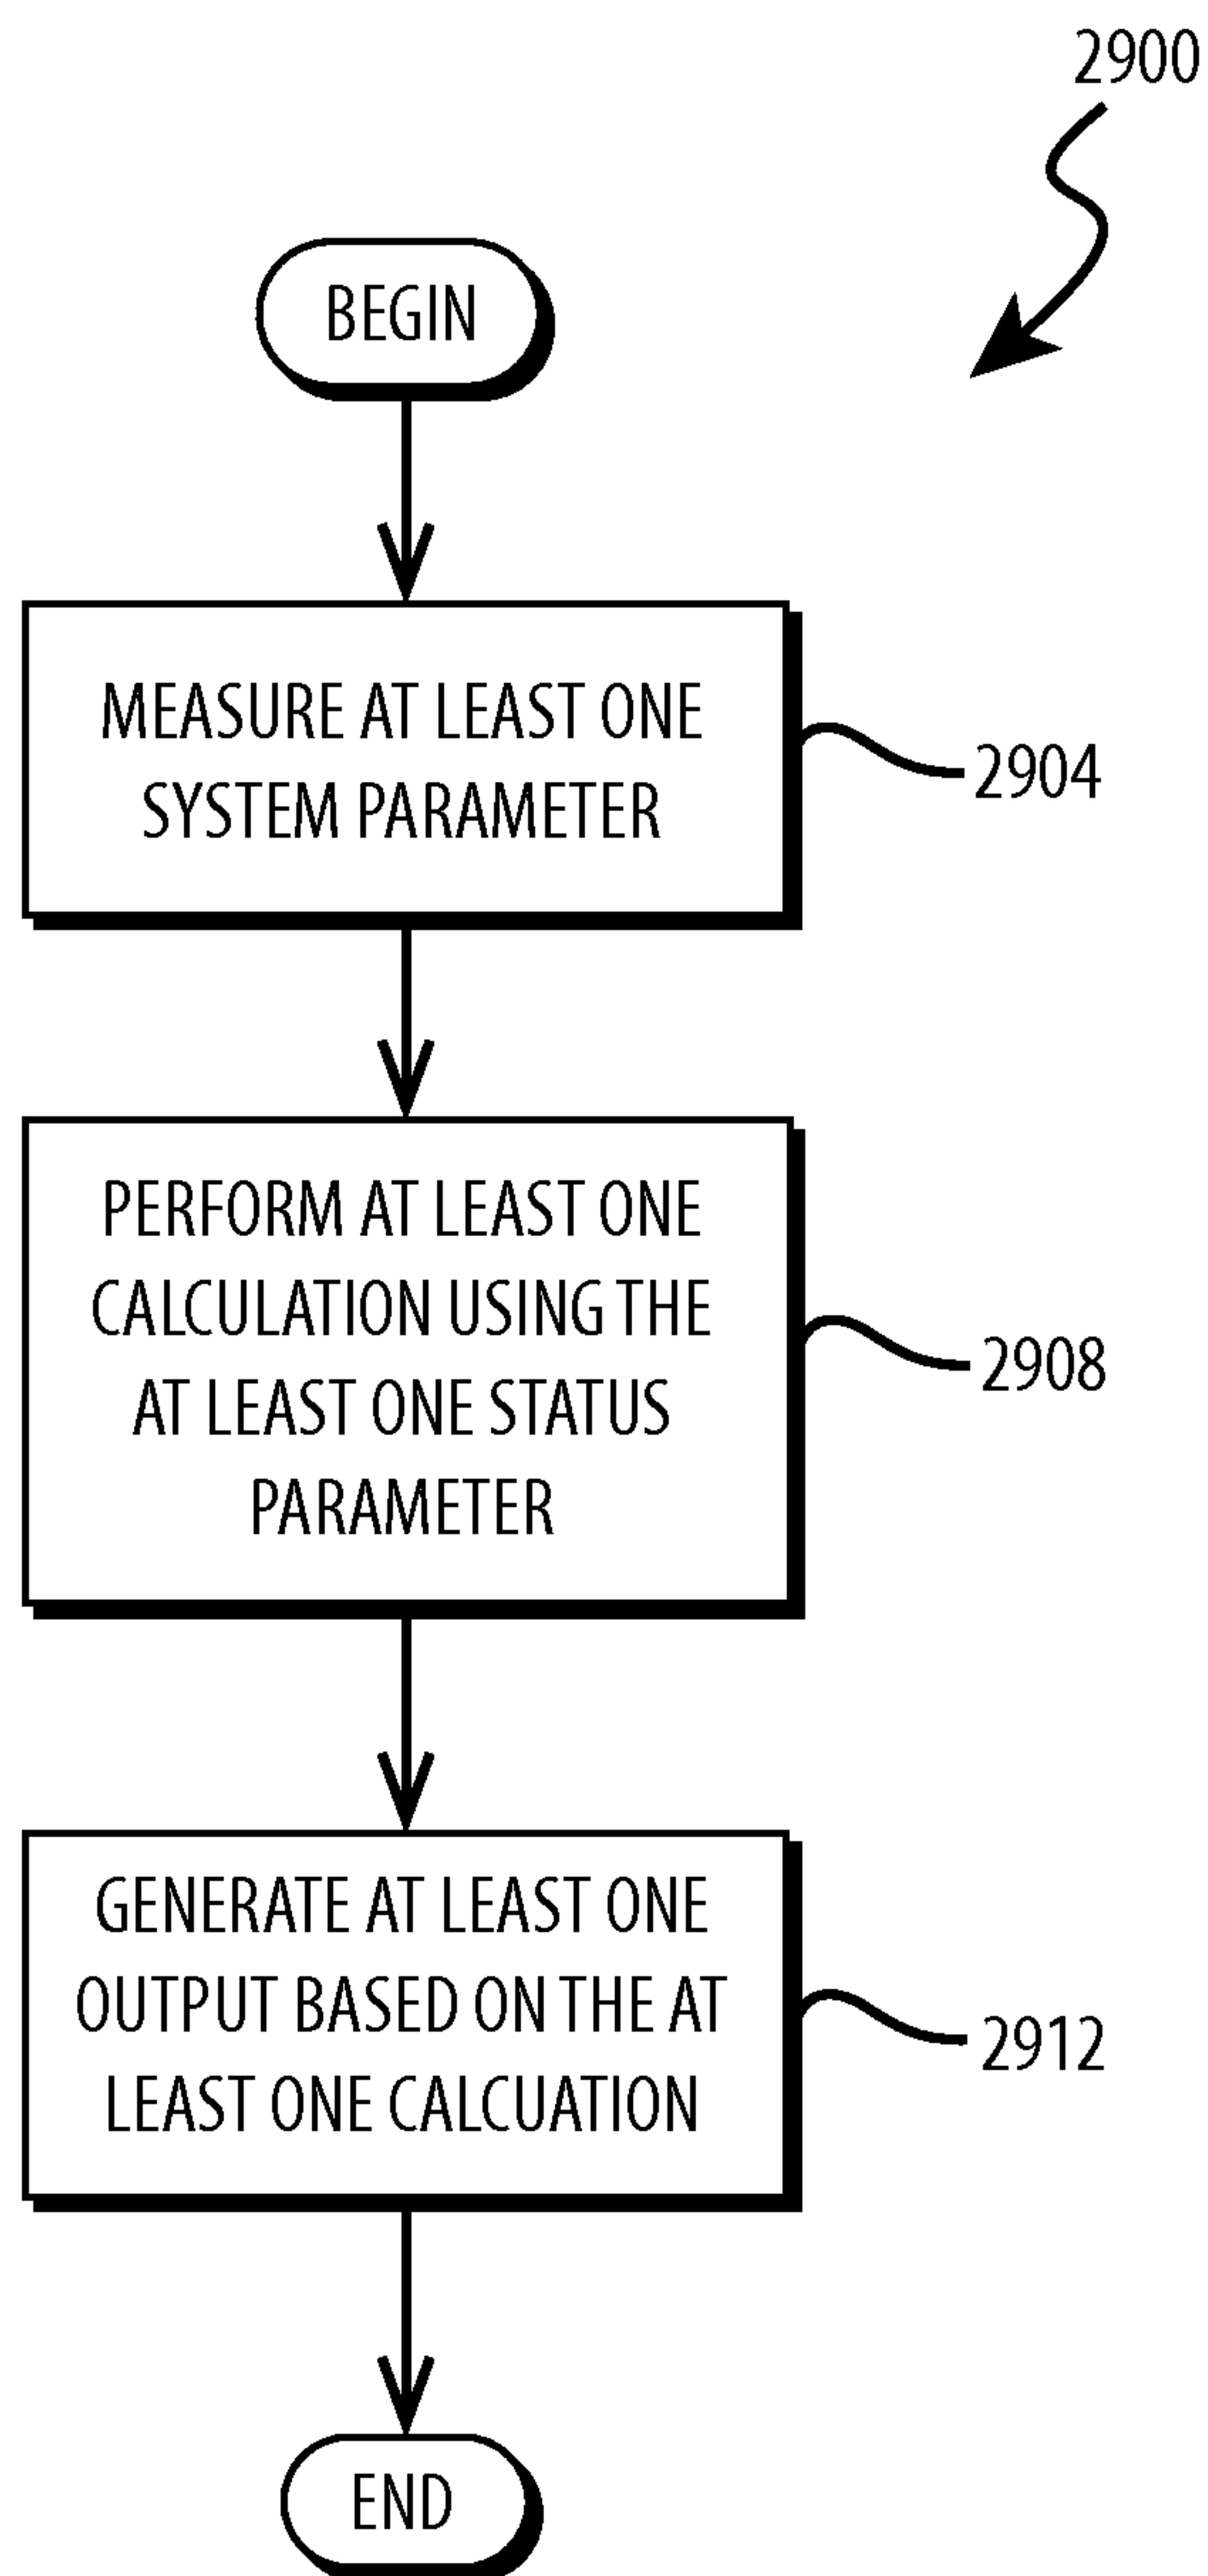 2900
BEGIN
MEASURE AT LEAST ONE
SYSTEM PARAMETER
2904
PERFORM AT LEAST ONE
CALCULATION USING THE
AT LEAST ONE STATUS
PARAMETER
2908
GENERATE AT LEAST ONE
OUTPUT BASED ON THE AT
LEAST ONE CALCUATION
2912
END